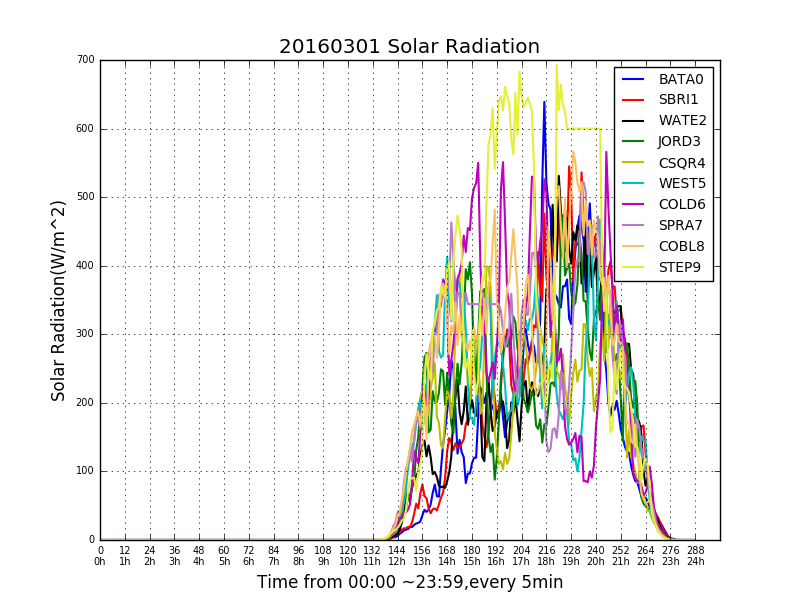 20160301 Solar Radiation
700
600
500
400
300
200
100
0
Solar Radiation(W/m^2)
BATA0
SBRI1
WATE2
JORD3
CSQR4
WEST5
COLD6
SPRA7
COBL8
STEP9
0 12 24 36 48 60 72 84 96 108 120 132 144 156 168 180 192 204 216 228 240 252 264 276 288
0h 1h 2h 3h 4h 5h 6h 7h 8h 9h 10h 11h 12h 13h 14h 15h 16h 17h 18h 19h 20h 21h 22h 23h 24h
Time from 00:00 ~23:59,every 5min